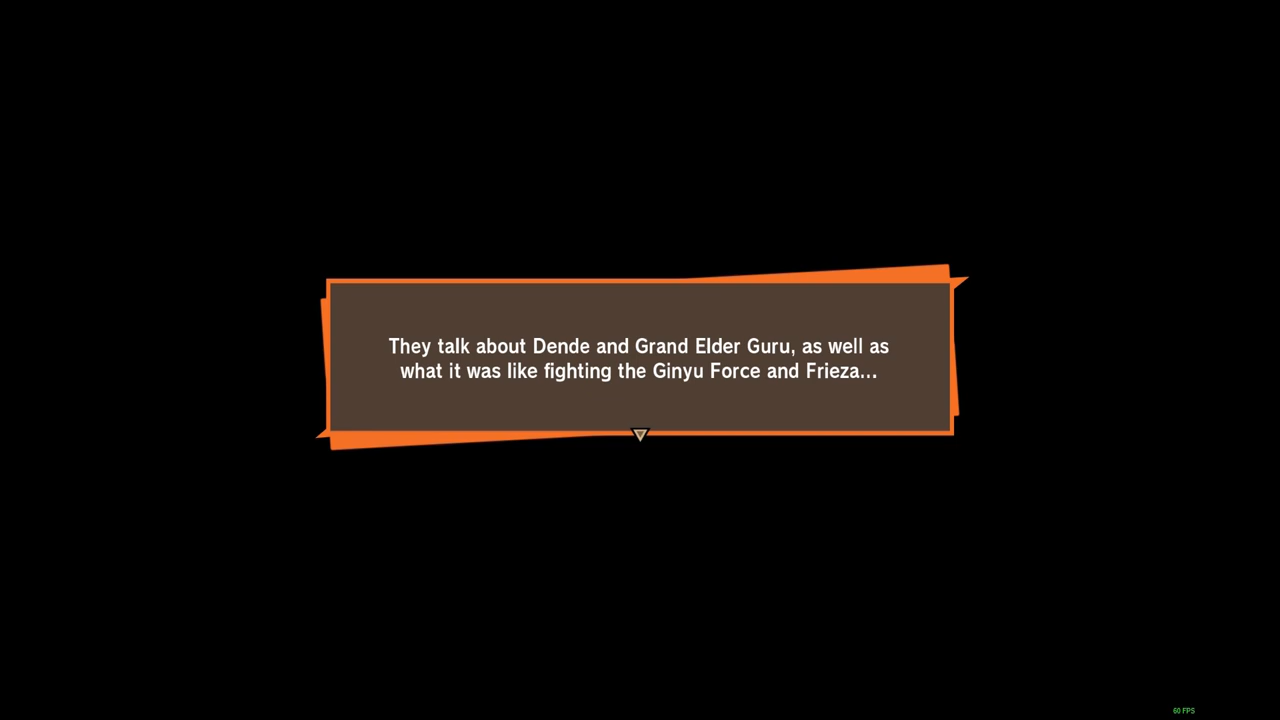 They talk about Dende and Grand Elder Guru, as well as
what it was like fighting the Ginyu Force and Frieza...
60 FPS